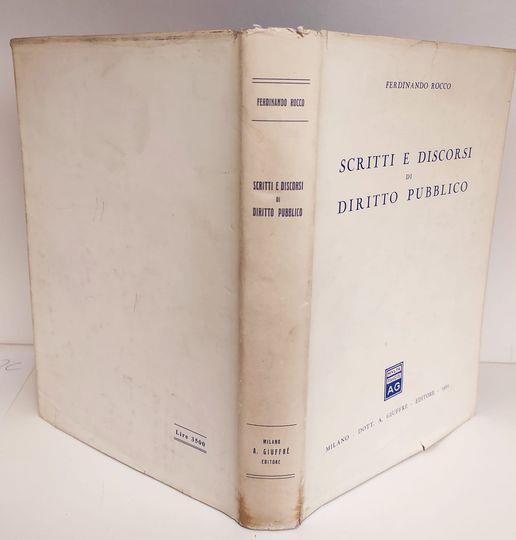 FERDINANDO ROCCO
SCRITTI E DISCORSI
DI
DIRITTO PUBBLICO
MILANO
A. GIUFFRÈ
EDITORE
Lire 3500
FERDINANDO ROCCO
SCRITTI E DISCORSI
DI
DIRITTO PUBBLICO
AG
MILANO - DOTT. A. GIUFFRÈ - EDITORE